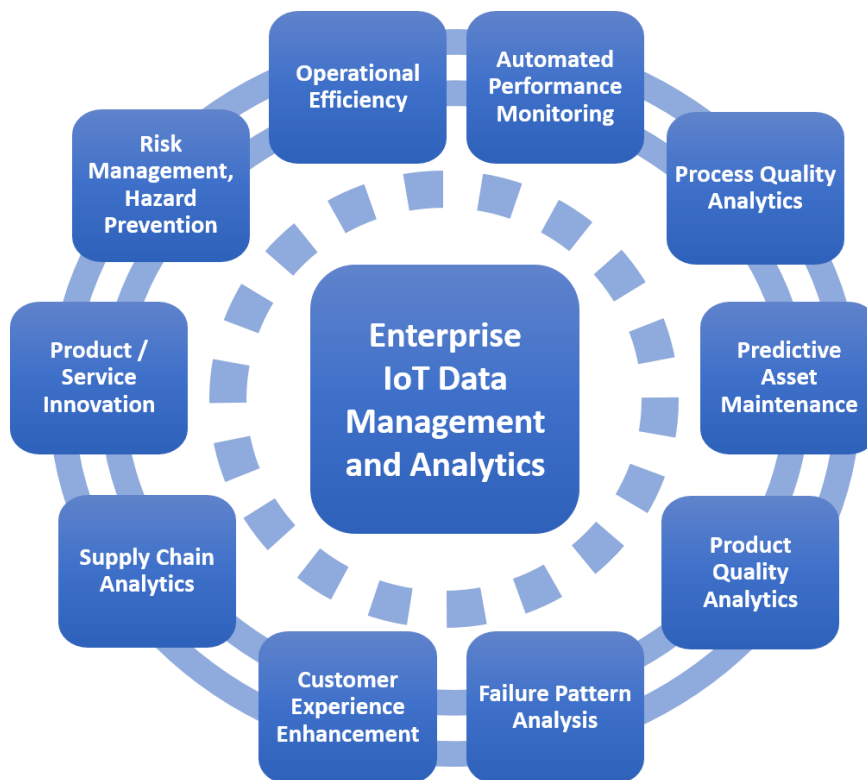 Operational
Efficiency
Automated
Performance
Monitoring
Risk
Management,
Hazard
Prevention
Process Quality
Analytics
Enterprise
IoT Data
Management
and Analytics
Product /
Service
Innovation
Predictive
Asset
Maintenance
Supply Chain
Analytics
Product
Quality
Analytics
Customer
Experience
Enhancement
Failure Pattern
Analysis